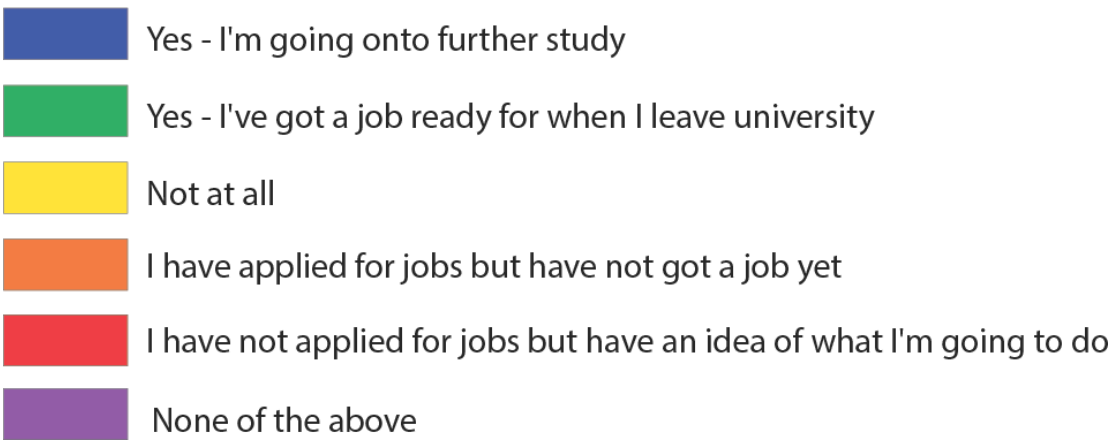 Yes - I'm going onto further study
Yes - I've got a job ready for when I leave university
Not at all
I have applied for jobs but have not got a job yet
I have not applied for jobs but have an idea of what I'm going to do
None of the above